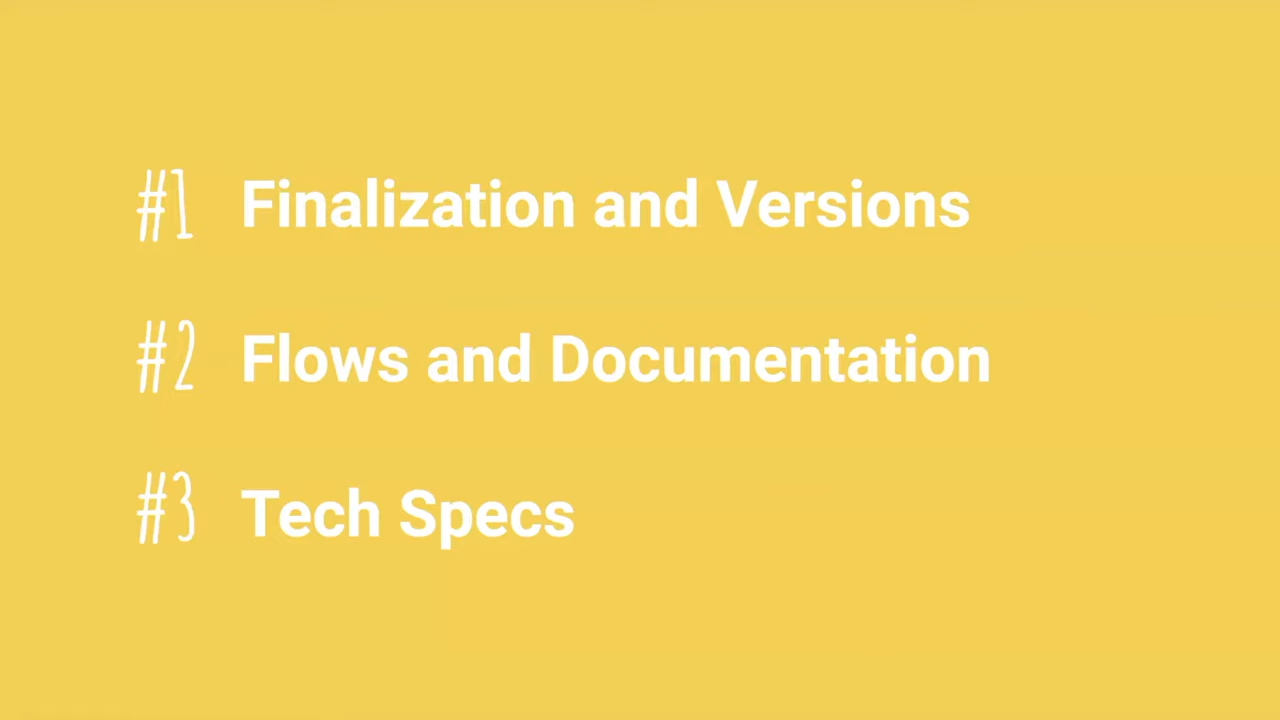 #1 Finalization and Versions
#2 Flows and Documentation
#3 Tech Specs